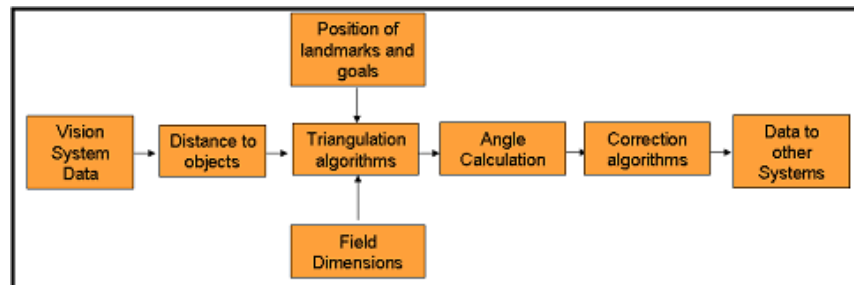 Position of
landmarks and
goals
Vision
System
Data
Distance to
objects
Triangulation
algorithms
Angle
Calculation
Correction
algorithms
Data to
other
Systems
Field
Dimensions